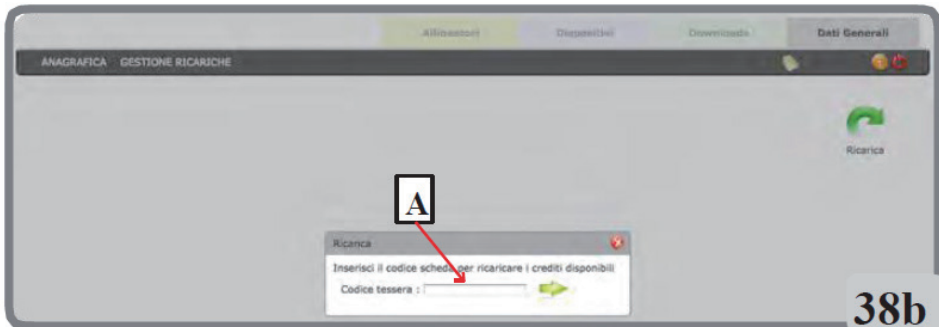 Allibratori Dispositivi Downloads Dati Generali
ANAGRAFICA GESTIONE RICARICHE
Ricarica
A
Ricarica
Inserisci il codice scheda per ricaricare i crediti disponibili
Codice tessera :
38b